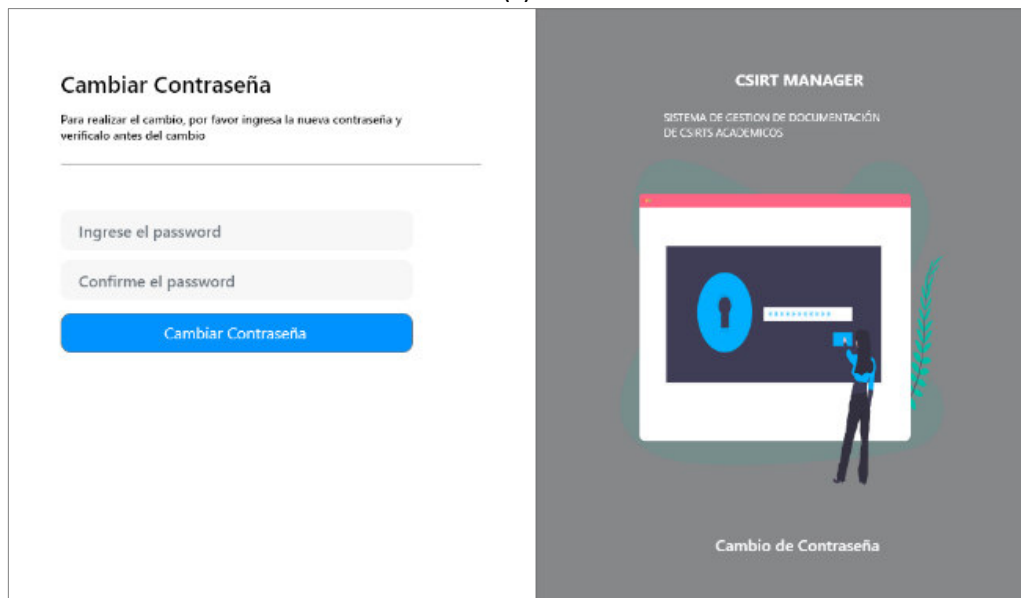 Cambiar Contraseña
Para realizar el cambio, por favor ingresa la nueva contraseña y
verificalo antes del cambio
Ingrese el password
Confirme el password
Cambiar Contraseña
CSIRT MANAGER
SISTEMA DE GESTION DE DOCUMENTACIÓN
DE CSIRTS ACADEMICOS
Cambio de Contraseña